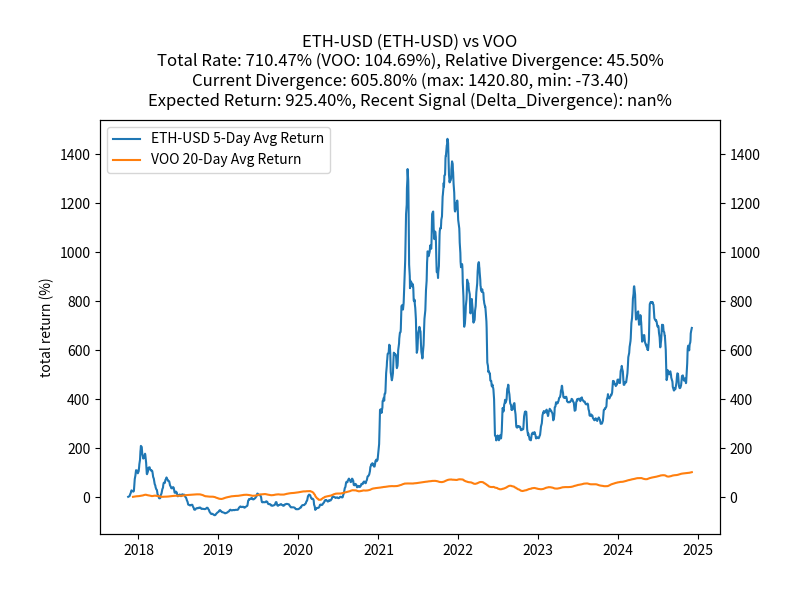 ETH-USD (ETH-USD) vs VOO
Total Rate: 710.47% (VOO: 104.69%), Relative Divergence: 45.50%
Current Divergence: 605.80% (max: 1420.80, min: -73.40)
Expected Return: 925.40%, Recent Signal (Delta_Divergence): nan%
ETH-USD 5-Day Avg Return
VOO 20-Day Avg Return
total return (%)
1400 1400
1200 1200
1000 1000
800 800
600 600
400 400
200 200
0 0
2018 2019 2020 2021 2022 2023 2024 2025